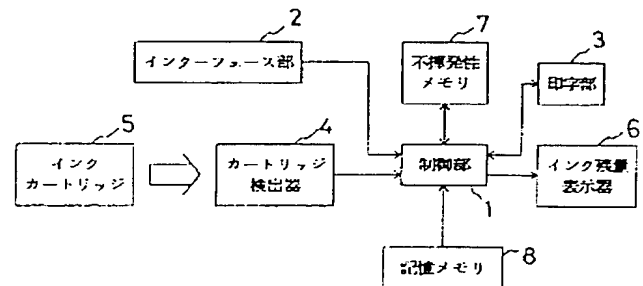 2
7
3
インターフェース部
不揮発性
メモリ
印字部
5
4
6
インク
カートリッジ
カートリッジ
検出器
制御部
インク残量
表示器
1
記憶メモリ
8